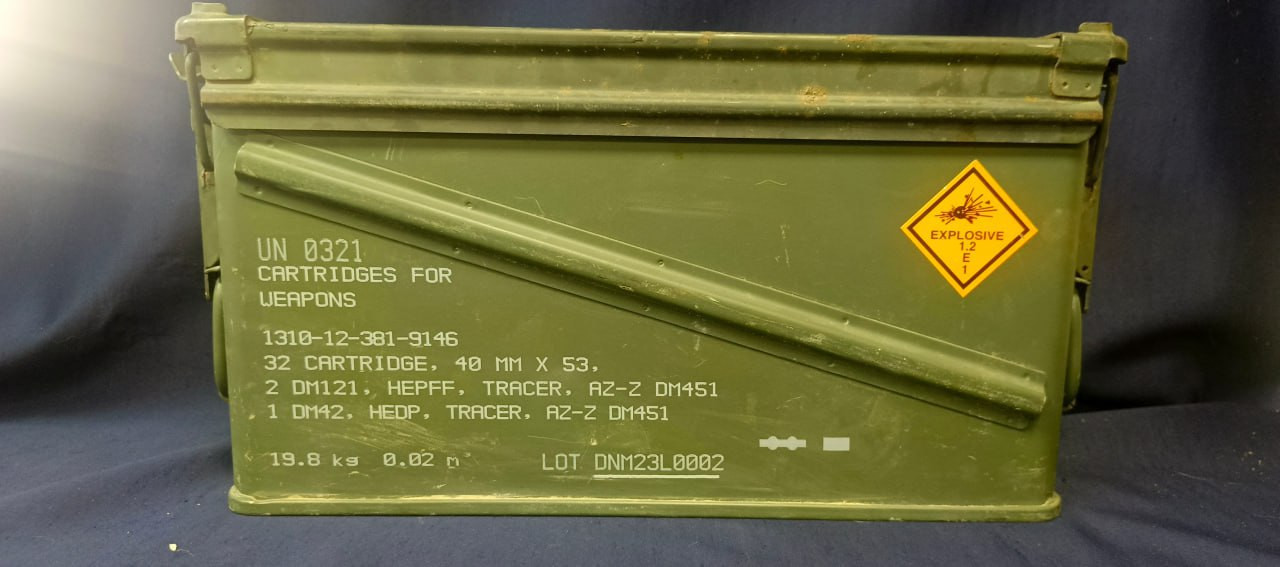 UN 0321
CARTRIDGES FOR
WEAPONS
1310-12-381-9146
32 CARTRIDGE, 40 MM X 53,
2 DM121, HEPFF, TRACER, AZ-Z DM451
1 DM42, HEDP, TRACER, AZ-Z DM451
19.8 kg 0.02 m
LOT DNM23L0002
EXPLOSIVE
1.2
E
1